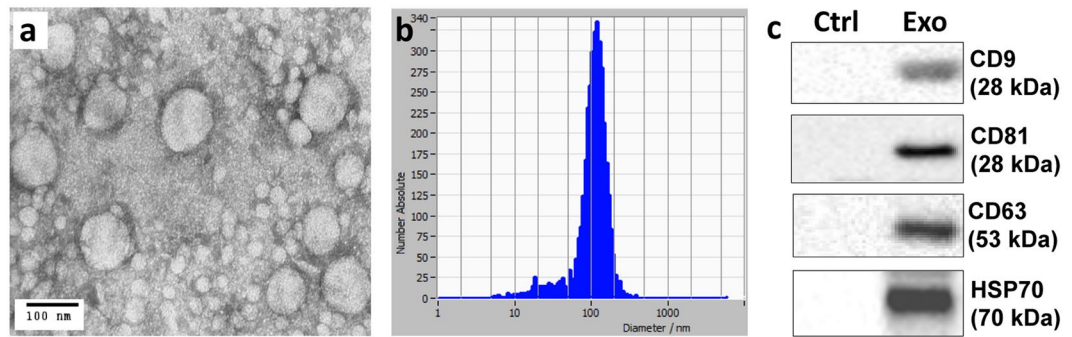 a
100 nm
b
340
300
275
250
225
200
175
150
125
100
75
50
25
0
Number Absolute
1 10 100 1000
Diameter / nm
c
Ctrl Exo
CD9
(28 kDa)
CD81
(28 kDa)
CD63
(53 kDa)
HSP70
(70 kDa)